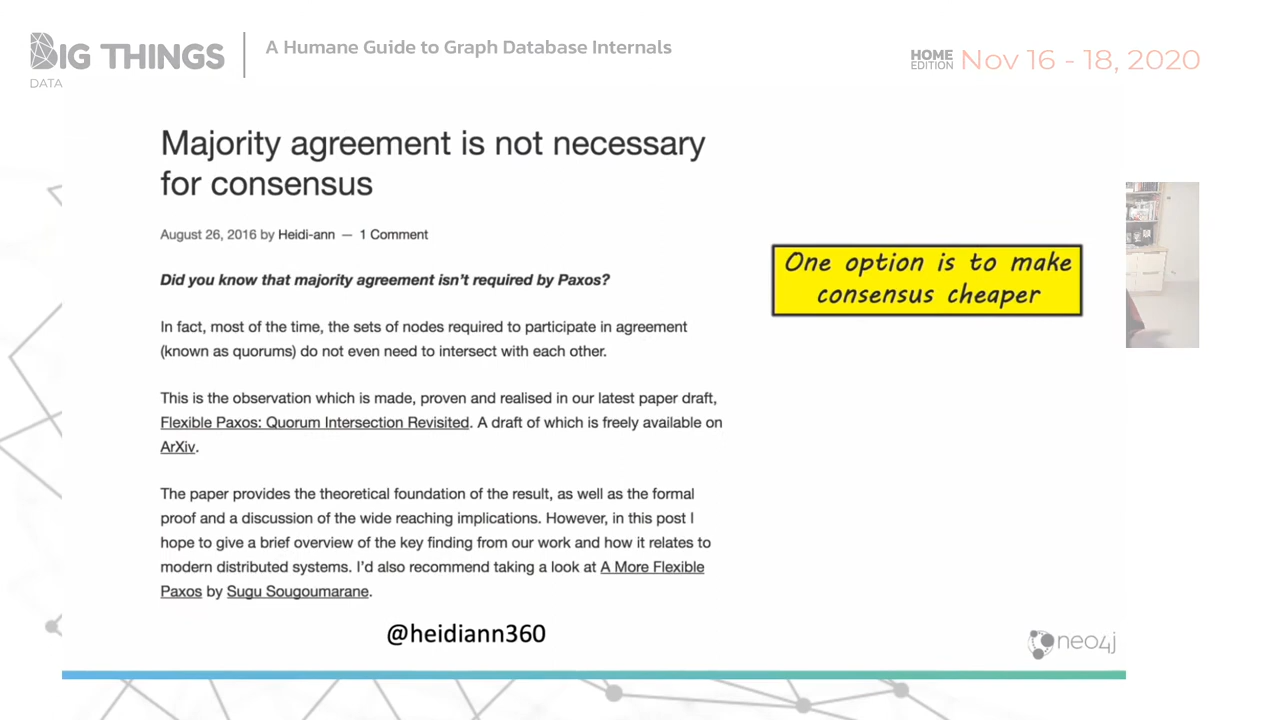 BIG THINGS
DATA
A Humane Guide to Graph Database Internals
HOME
EDITION
Nov 16 - 18, 2020
Majority agreement is not necessary
for consensus
August 26, 2016 by Heidi-ann — 1 Comment
Did you know that majority agreement isn't required by Paxos?
In fact, most of the time, the sets of nodes required to participate in agreement
(known as quorums) do not even need to intersect with each other.
This is the observation which is made, proven and realised in our latest paper draft,
Flexible Paxos: Quorum Intersection Revisited. A draft of which is freely available on
ArXiv.
The paper provides the theoretical foundation of the result, as well as the formal
proof and a discussion of the wide reaching implications. However, in this post I
hope to give a brief overview of the key finding from our work and how it relates to
modern distributed systems. I'd also recommend taking a look at A More Flexible
Paxos by Sugu Sougoumarane.
One option is to make
consensus cheaper
@heidiann360
neo4j